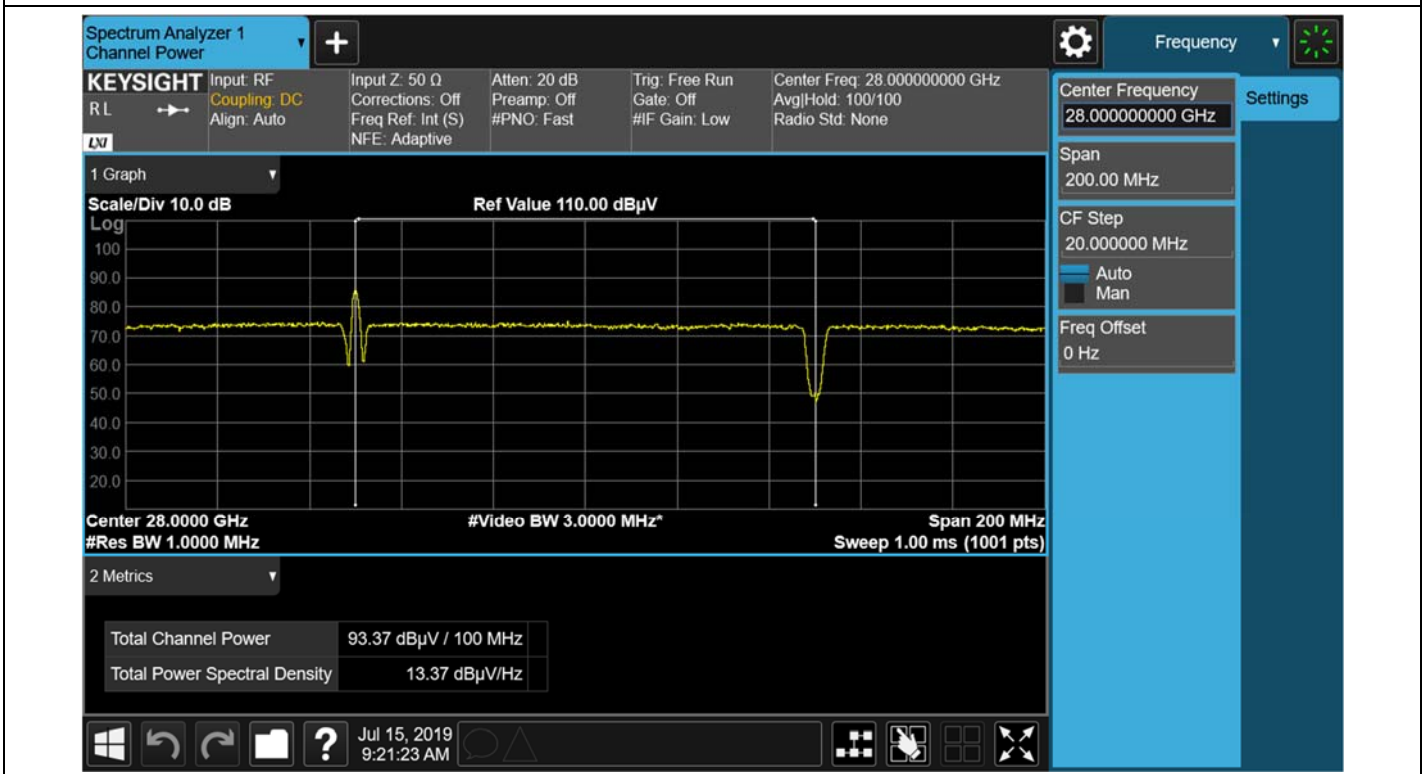 Spectrum Analyzer 1
Channel Power
+
Frequency
KEYSIGHT
RL
LXI
Input: RF
Coupling: DC
Align: Auto
Input Z: 50 Ω
Corrections: Off
Freq Ref: Int (S)
NFE: Adaptive
Atten: 20 dB
Preamp: Off
#PNO: Fast
Trig: Free Run
Gate: Off
#IF Gain: Low
Center Freq: 28.000000000 GHz
Avg|Hold: 100/100
Radio Std: None
Center Frequency
28.000000000 GHz
Settings
Span
200.00 MHz
CF Step
20.000000 MHz
Auto
Man
Freq Offset
0 Hz
1 Graph
Scale/Div 10.0 dB
Ref Value 110.00 dBµV
Log
100
90.0
80.0
70.0
60.0
50.0
40.0
30.0
20.0
Center 28.0000 GHz
#Video BW 3.0000 MHz*
Span 200 MHz
#Res BW 1.0000 MHz
Sweep 1.00 ms (1001 pts)
2 Metrics
Total Channel Power 93.37 dBµV / 100 MHz
Total Power Spectral Density 13.37 dBµV/Hz
?
Jul 15, 2019
9:21:23 AM